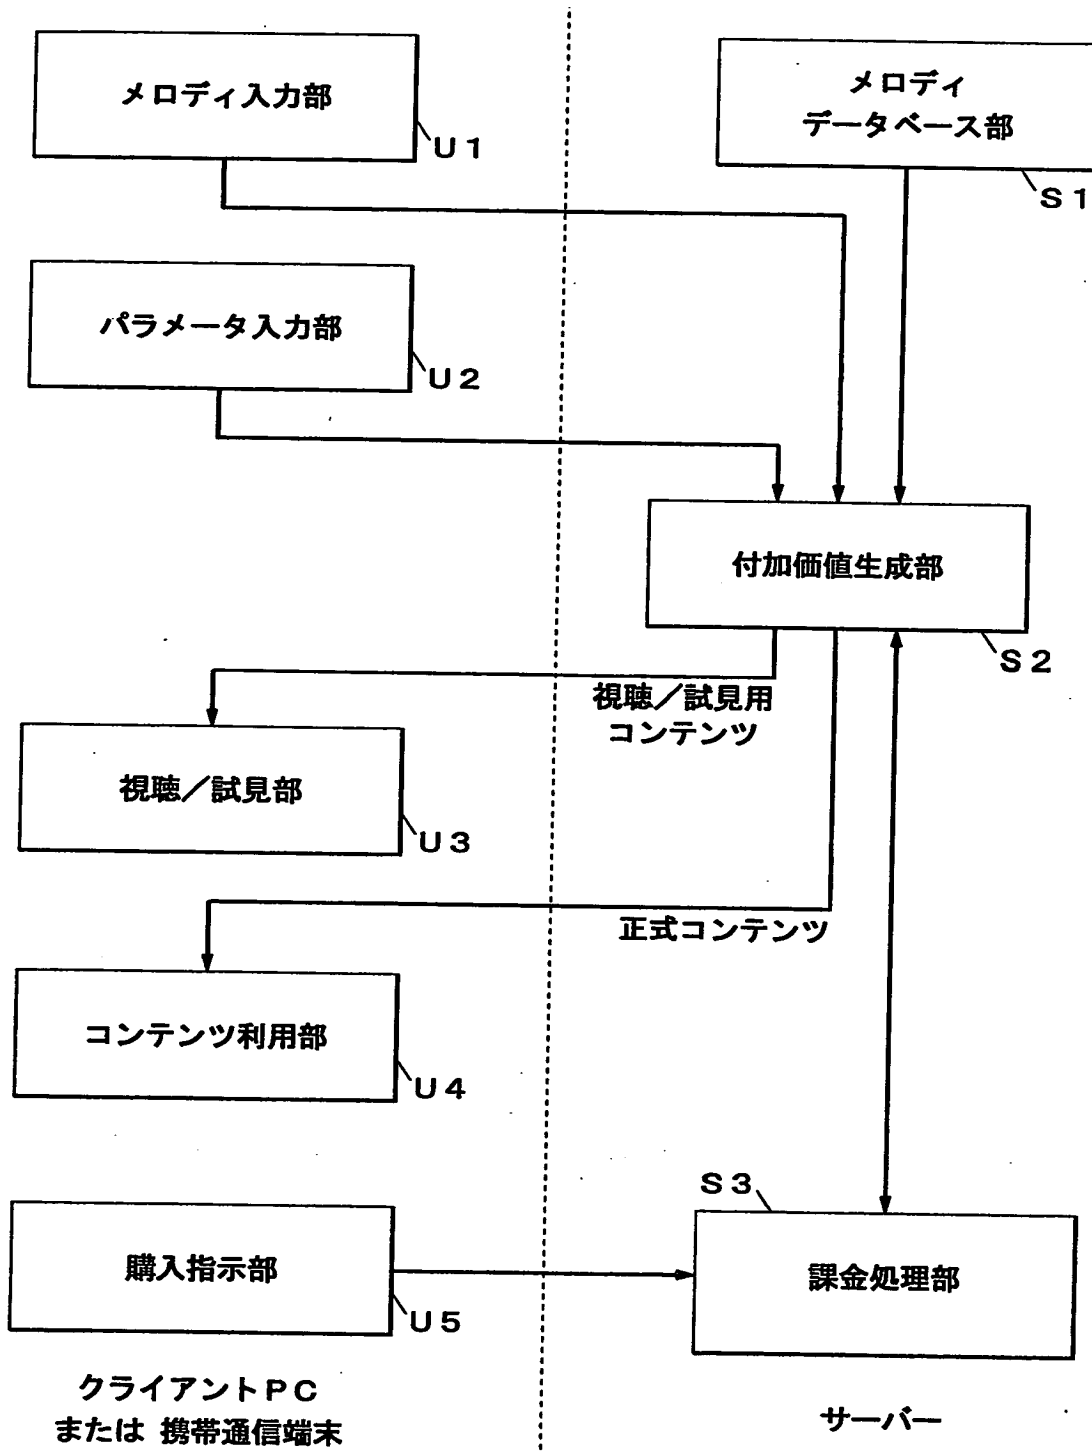 メロディ入力部
U1
メロディ
データベース部
S1
パラメータ入力部
U2
付加価値生成部
S2
視聴／試見用
コンテンツ
視聴／試見部
U3
正式コンテンツ
コンテンツ利用部
U4
S3
購入指示部
U5
課金処理部
クライアントPC
または 携帯通信端末
サーバー